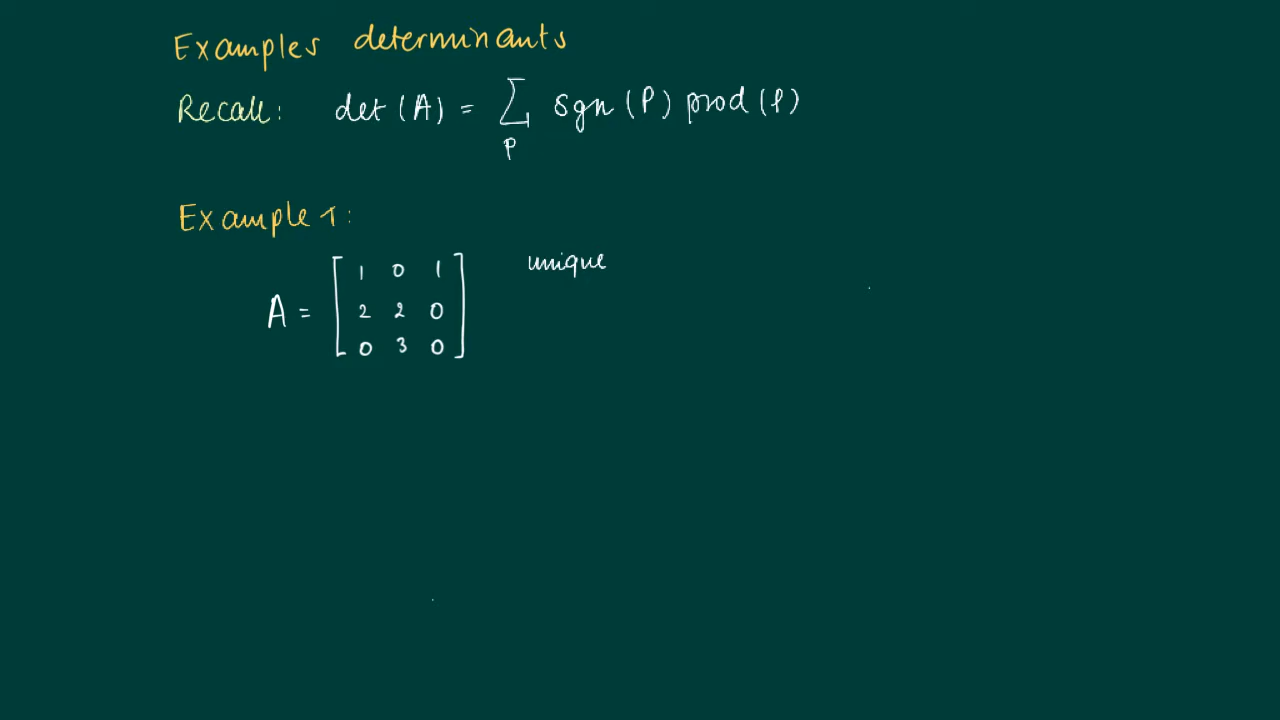 Examples determinants
Recall: det (A) = ∑ sgn (P) prod (P)
P
Example 1:
A = [ 1 0 1 unique
2 2 0
0 3 0 ]